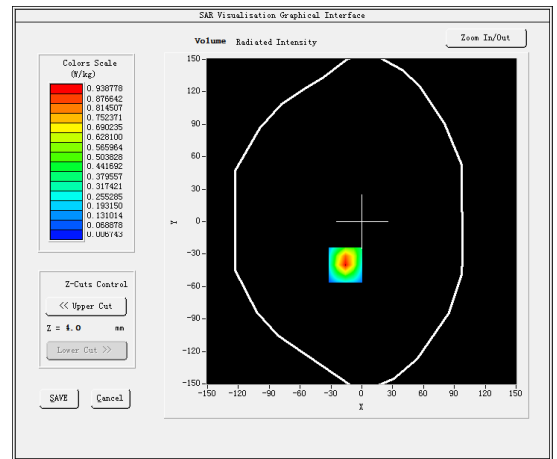 SAR Visualisation Graphical Interface
Volume Radiated Intensity
Zoom In/Out
Colors Scale
(W/kg)
0.938778
0.876642
0.814507
0.752371
0.690235
0.628100
0.565964
0.503828
0.441692
0.379557
0.317421
0.255285
0.193150
0.131014
0.068878
0.006743
Z-Cuts Control
<< Upper Cut
Z = 4.0 mm
Lower Cut >>
SAVE Cancel
Y
150
120
90
60
30
0
-30
-60
-90
-120
-150
-150 -120 -90 -60 -30 0 30 60 90 120 150
X